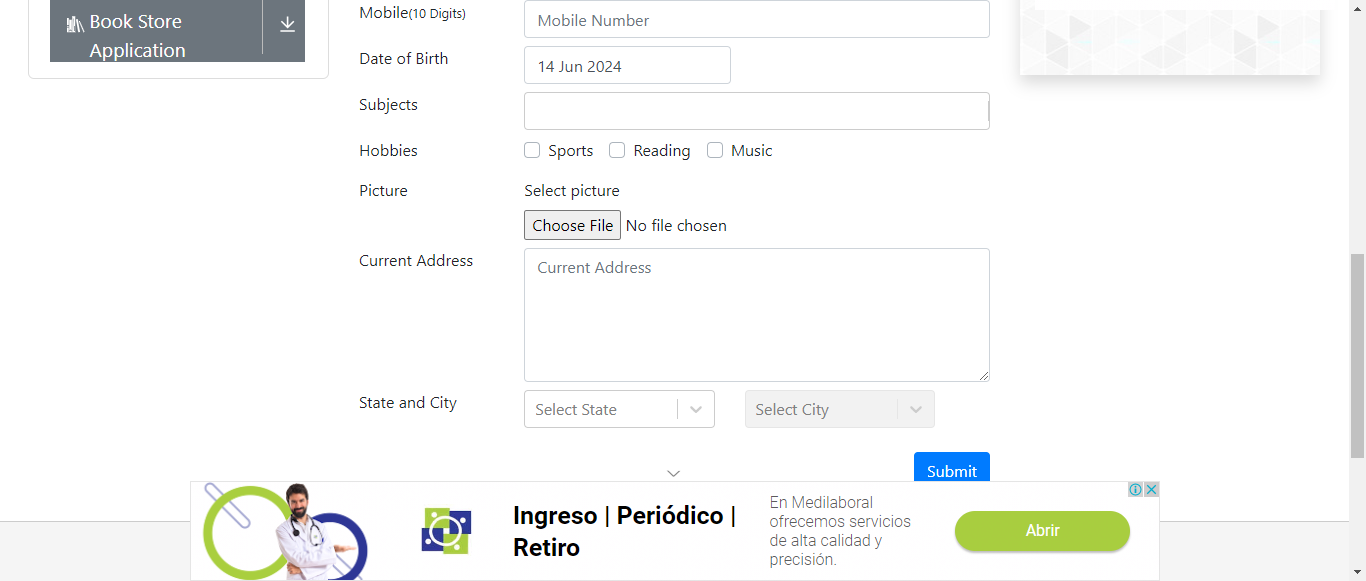 Book Store
Application
Mobile(10 Digits)
Mobile Number
Date of Birth
14 Jun 2024
Subjects
Hobbies
Sports
Reading
Music
Picture
Select picture
Choose File No file chosen
Current Address
Current Address
State and City
Select State
Select City
Submit
Ingreso | Periódico |
Retiro
En Medilaboral
ofrecemos servicios
de alta calidad y
precisión.
Abrir